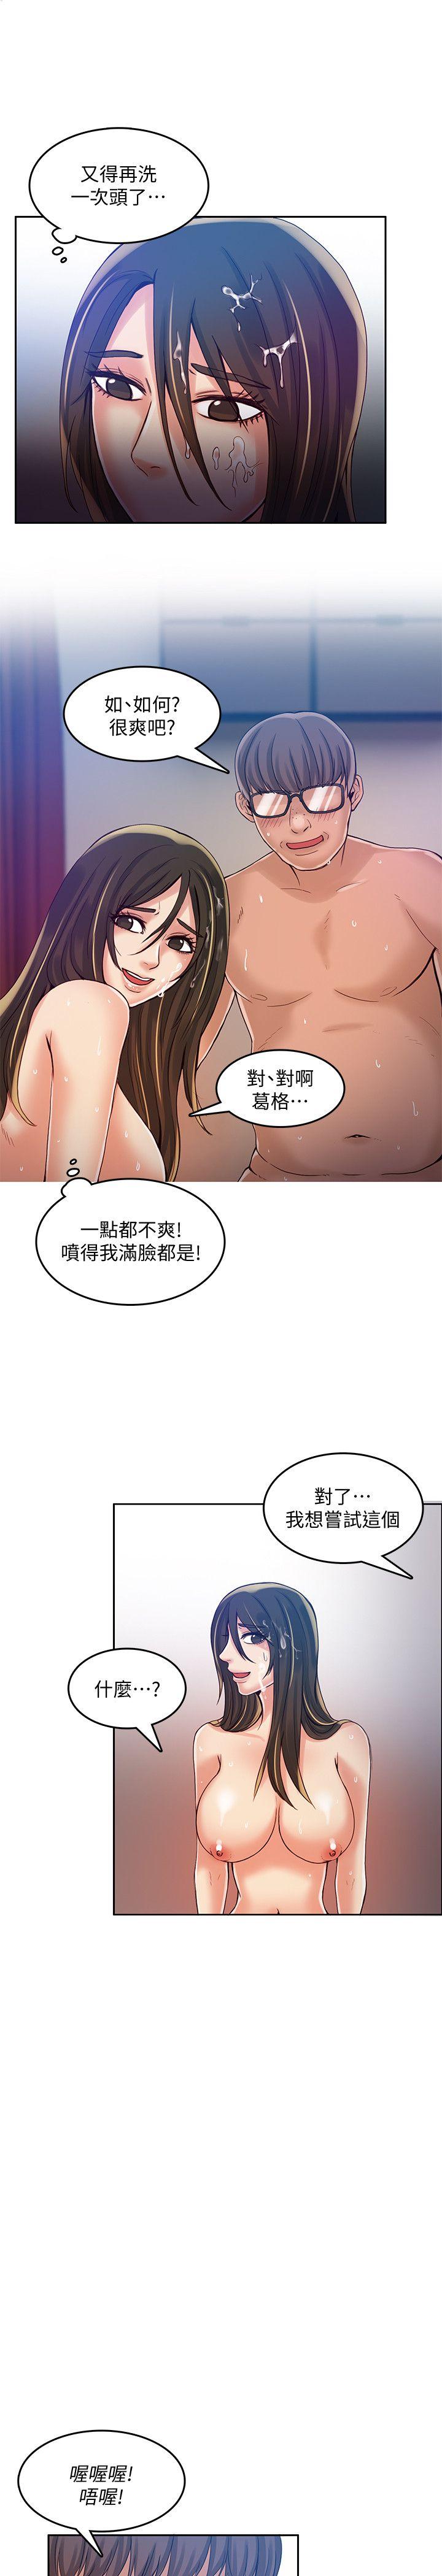 又得再洗
一次頭了⋯
如、如何?
很爽吧?
對、對啊
葛格⋯
一點都不爽!
噴得我滿臉都是!
對了⋯
我想嘗試這個
什麼⋯?
喔喔喔!
唔喔!